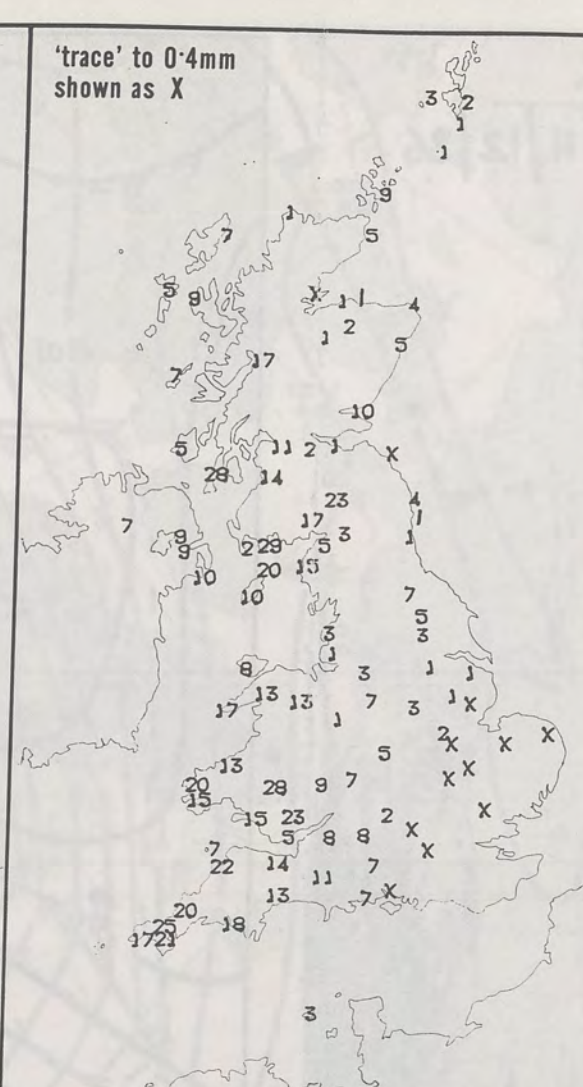 'trace' to 0·4mm
shown as X
3 2
1
1
9
1
7 5
5 9 X 1 1 4
2
1 5
7 17
10
5 11 2 1 X
28 14
23 4
7 17 1
9 3 1
9 2 29 5
10 20 15
10 7
5
3 3
1
8 3 1 1
13 13 7 1
17 3 X
1
2 X
5 X X
13 X
20 28 9 7 X
15
15 23 2 X
5 8 8 X
7 X
22 14 7
11
13 7 X
20
25 18
17 21
3